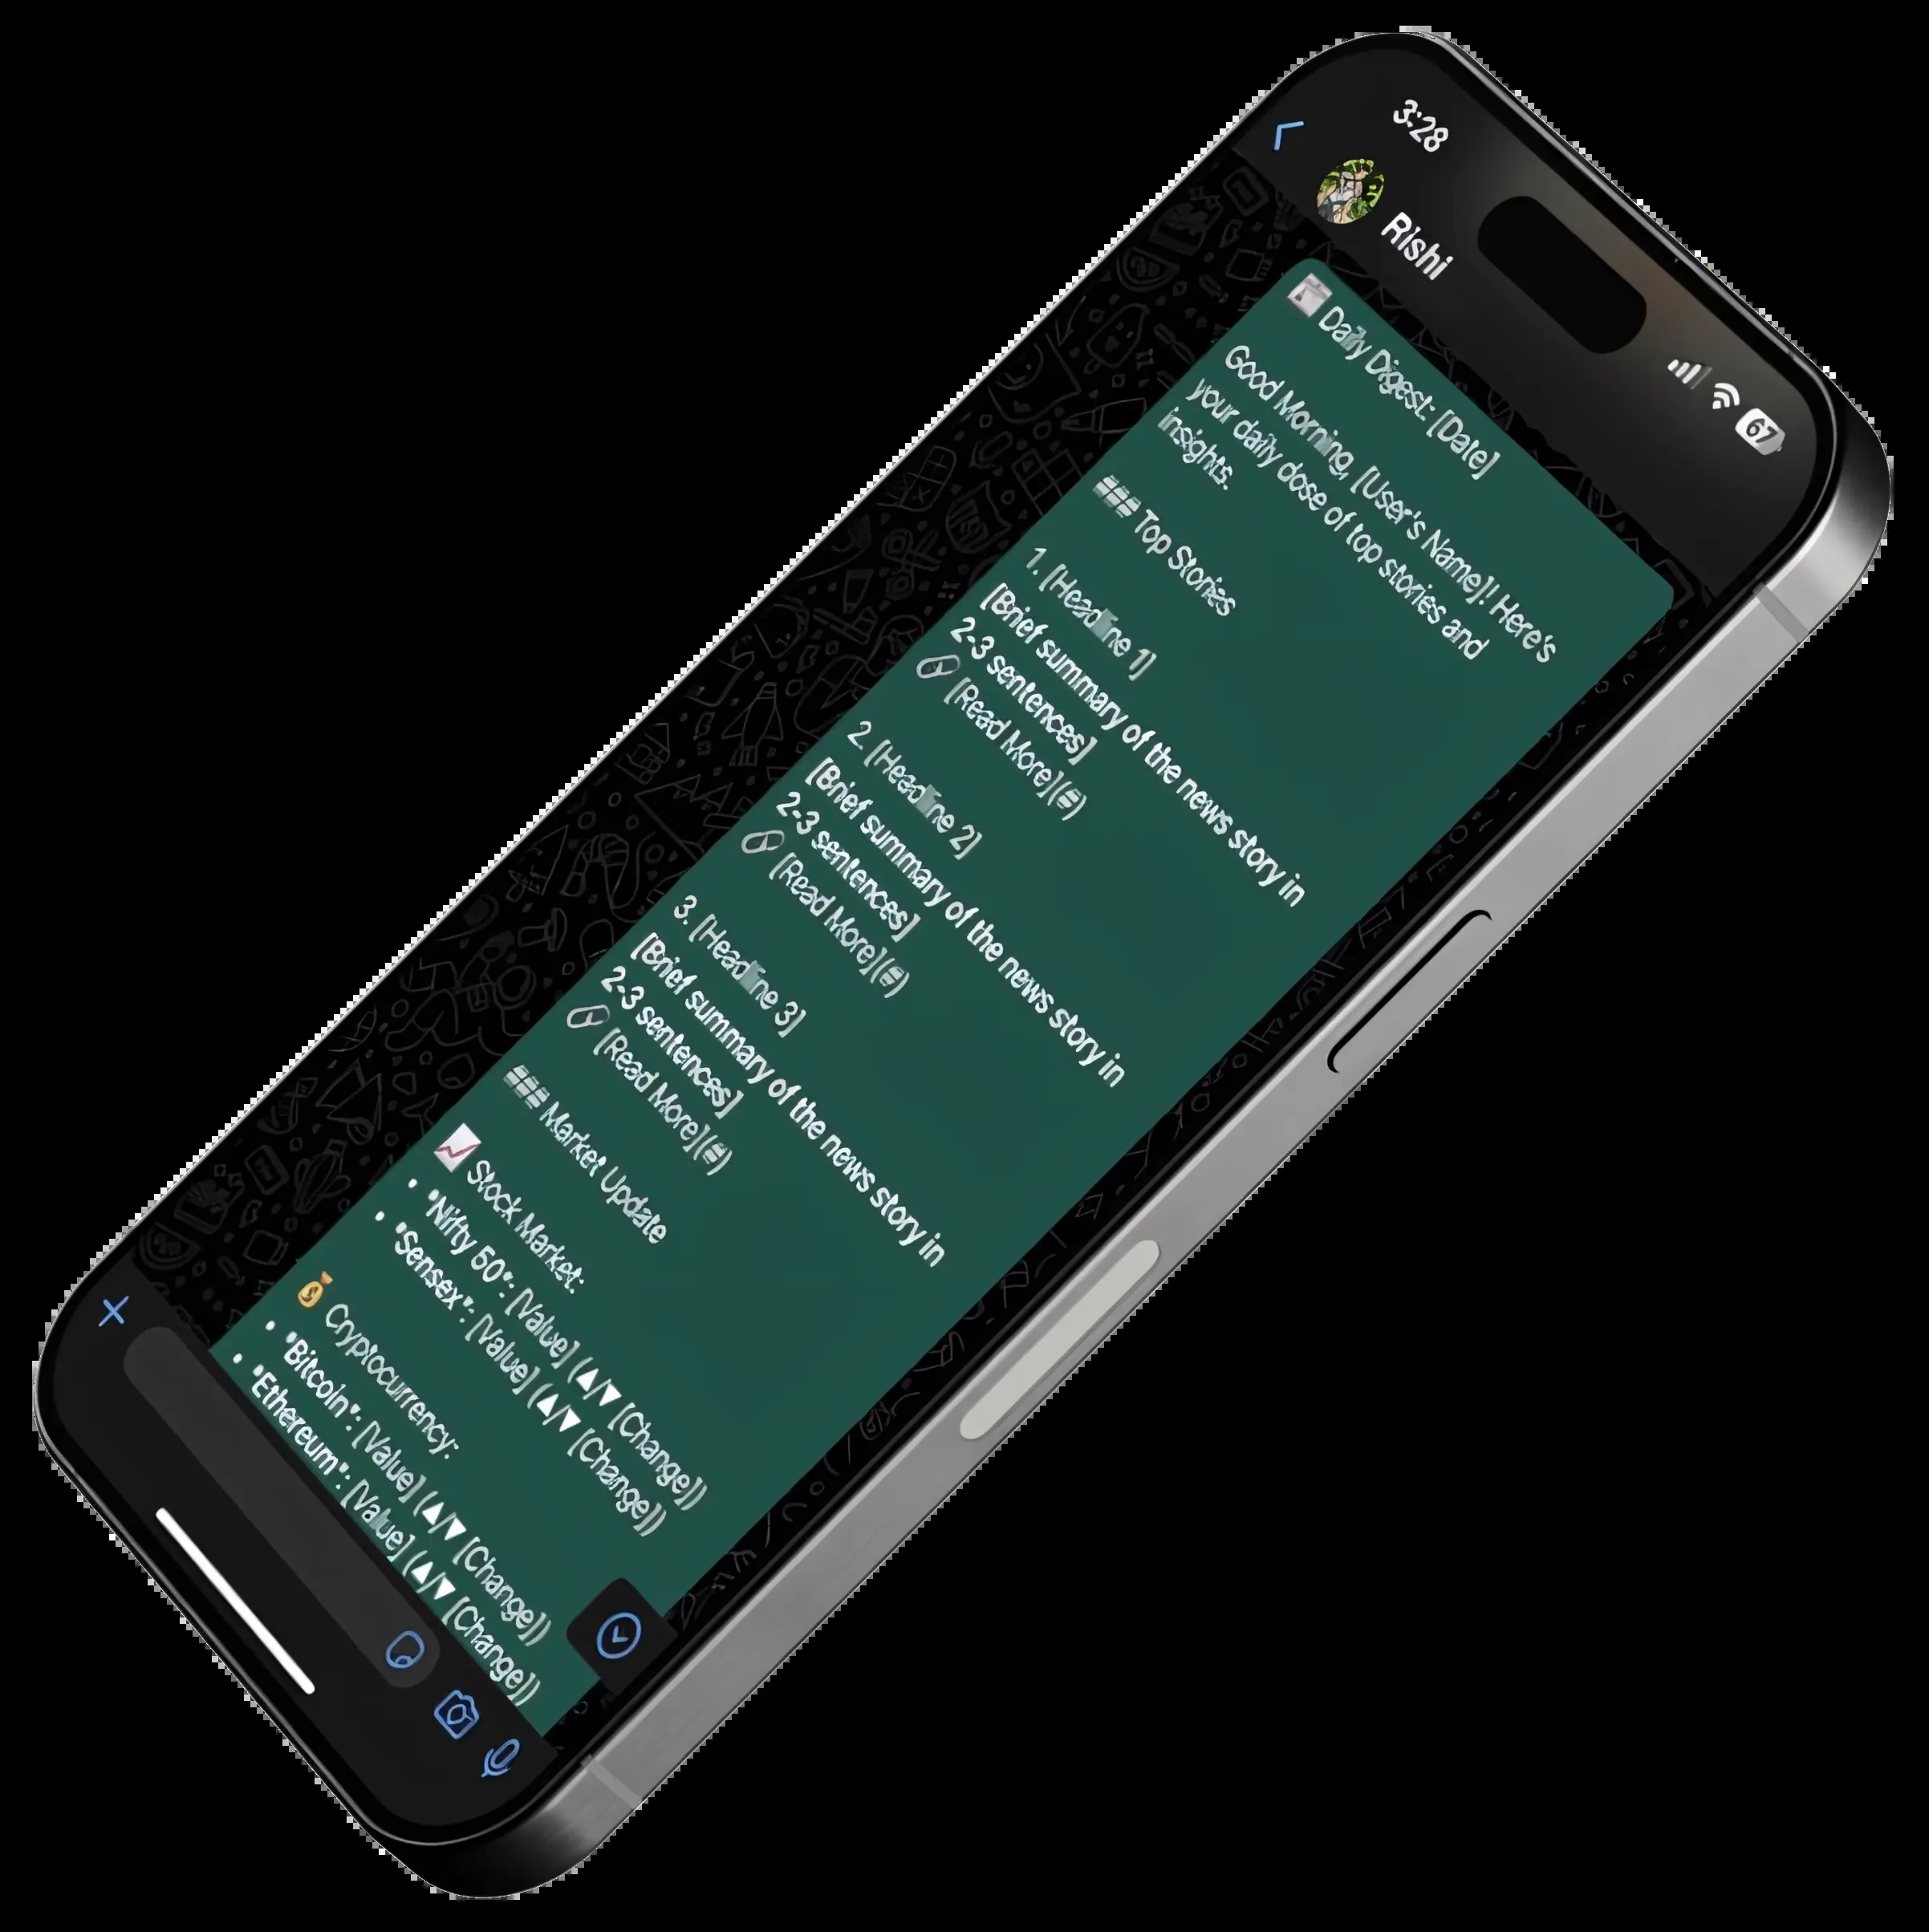 3:28
67
Rishi
Daily Digest: [Date]
Good Morning, [User's Name]! Here's
your daily dose of top stories and
insights.
Top Stories
1. [Headline 1]
[Brief summary of the news story in
2-3 sentences]
[Read More](#)
2. [Headline 2]
[Brief summary of the news story in
2-3 sentences]
[Read More](#)
3. [Headline 3]
[Brief summary of the news story in
2-3 sentences]
[Read More](#)
Market Update
Stock Market:
• *Nifty 50*: [Value] (▲/▼ [Change])
• *Sensex*: [Value] (▲/▼ [Change])
Cryptocurrency:
• *Bitcoin*: [Value] (▲/▼ [Change])
• *Ethereum*: [Value] (▲/▼ [Change])